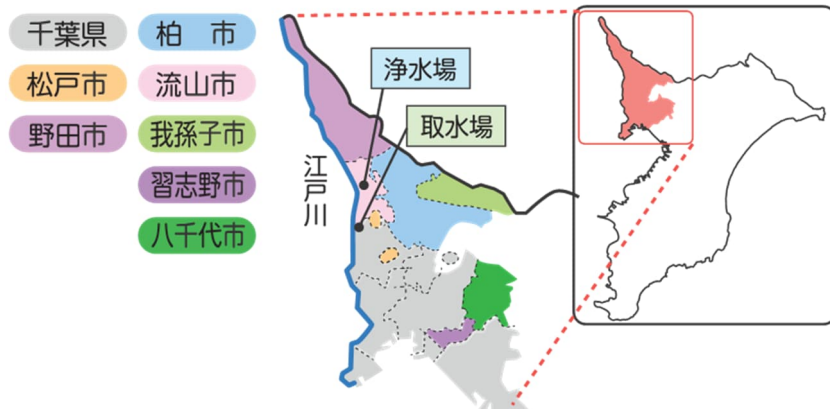 千葉県
柏　市
松戸市
流山市
野田市
我孫子市
習志野市
八千代市
浄水場
取水場
江戸川